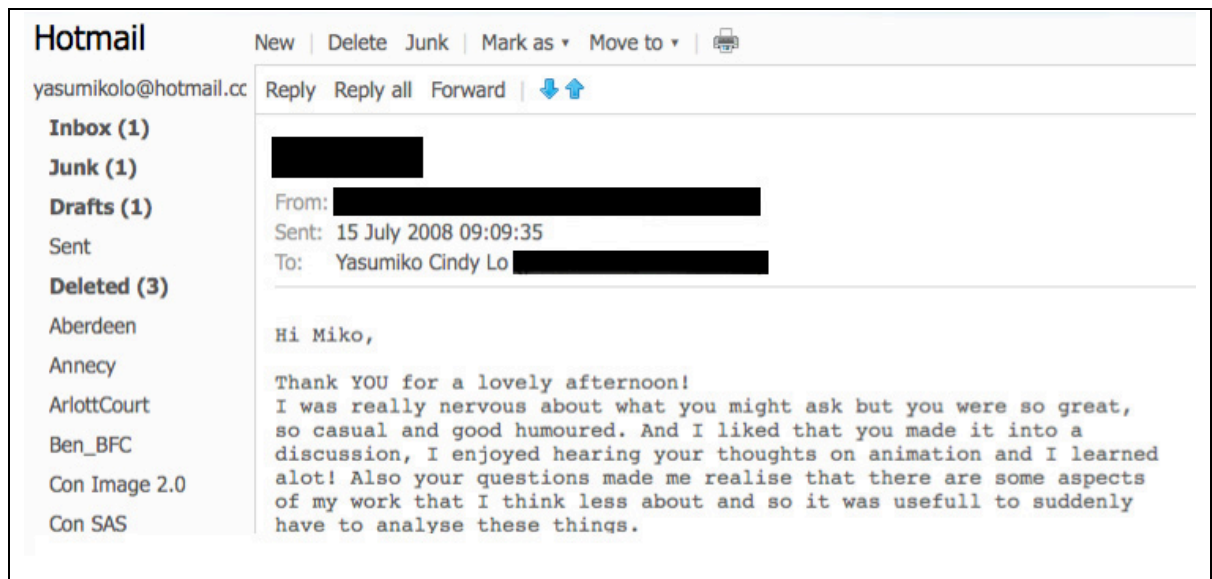 Hotmail
New | Delete Junk | Mark as ▾ Move to ▾ |
yasumikolo@hotmail.cc
Reply Reply all Forward |
Inbox (1)
Junk (1)
Drafts (1)
Sent
Deleted (3)
Aberdeen
Annecy
ArlottCourt
Ben_BFC
Con Image 2.0
Con SAS
From:
Sent: 15 July 2008 09:09:35
To: Yasumiko Cindy Lo
Hi Miko,
Thank YOU for a lovely afternoon!
I was really nervous about what you might ask but you were so great,
so casual and good humoured. And I liked that you made it into a
discussion, I enjoyed hearing your thoughts on animation and I learned
alot! Also your questions made me realise that there are some aspects
of my work that I think less about and so it was usefull to suddenly
have to analyse these things.